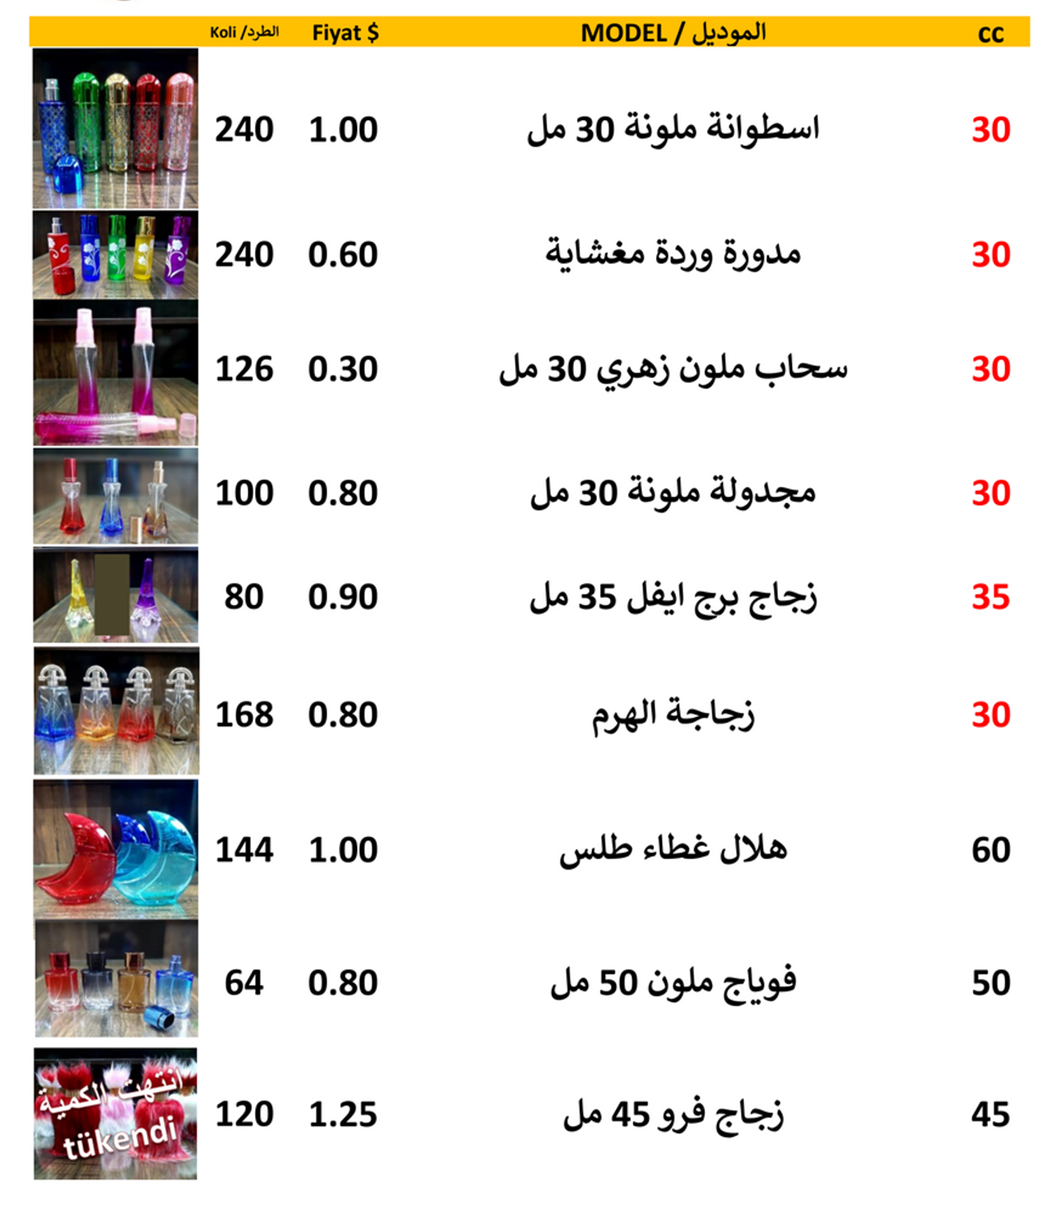 cc الموديل / MODEL Fiyat $ Koli /الطرد
30 اسطوانة ملونة 30 مل 1.00 240
30 مدورة وردة مغشاية 0.60 240
30 سحاب ملون زهري 30 مل 0.30 126
30 مجدولة ملونة 30 مل 0.80 100
35 زجاج برج ايفل 35 مل 0.90 80
30 زجاجة الهرم 0.80 168
60 هلال غطاء طلس 1.00 144
50 فوياج ملون 50 مل 0.80 64
45 زجاج فرو 45 مل 1.25 120
انتهت الكمية
tükendi